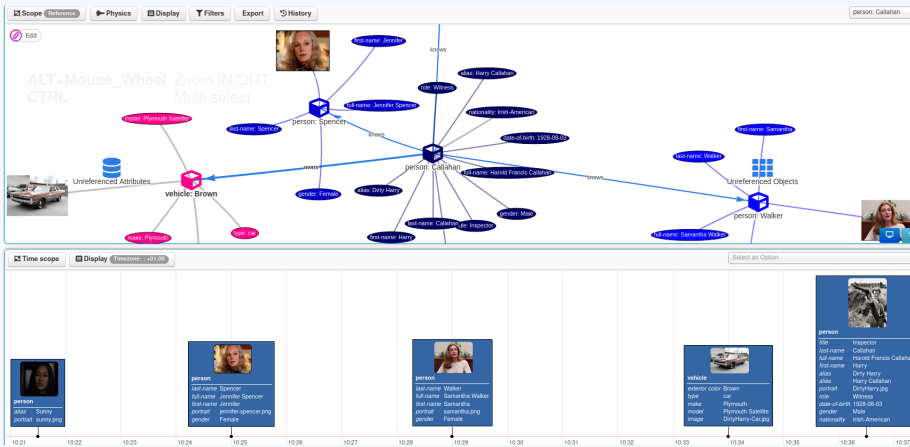 Scope Reference Physics Display Filters Export History person: Callahan
Edit
ALT+Mouse_Wheel Zoom IN/OUT
CTRL Multi select
first-name: Jennifer
knows
alias: Harry Callahan
role: Witness
full-name: Jennifer Spencer
nationality: Irish-American
model: Plymouth Satellite
person: Spencer
last-name: Spencer
knows
date-of-birth: 1928-08-03
first-name: Samantha
last-name: Walker
owns
person: Callahan
full-name: Harold Francis Callahan
knows
Unreferenced Attributes
Unreferenced Objects
vehicle: Brown
alias: Dirty Harry
gender: Female
gender: Male
person: Walker
last-name: Callahan
title: Inspector
make: Plymouth
type: car
first-name: Harry
full-name: Samantha Walker
Time scope Display Timezone: +01:00 Select an Option
person
alias Sunny
portrait sunny.png
person
last-name Spencer
full-name Jennifer Spencer
first-name Jennifer
portrait jennifer-spencer.png
gender Female
person
last-name Walker
full-name Samantha Walker
first-name Samantha
portrait samantha.png
gender Female
vehicle
exterior color Brown
type car
make Plymouth
model Plymouth Satellite
image DirtyHarry-Car.jpg
person
title Inspector
last-name Callahan
full-name Harold Francis Callaha
first-name Harry
alias Dirty Harry
alias Harry Callahan
portrait DirtyHarry.jpg
role Witness
date-of-birth 1928-08-03
gender Male
nationality Irish-American
10:21 10:22 10:23 10:24 10:25 10:26 10:27 10:28 10:29 10:30 10:31 10:32 10:33 10:34 10:35 10:36 10:37